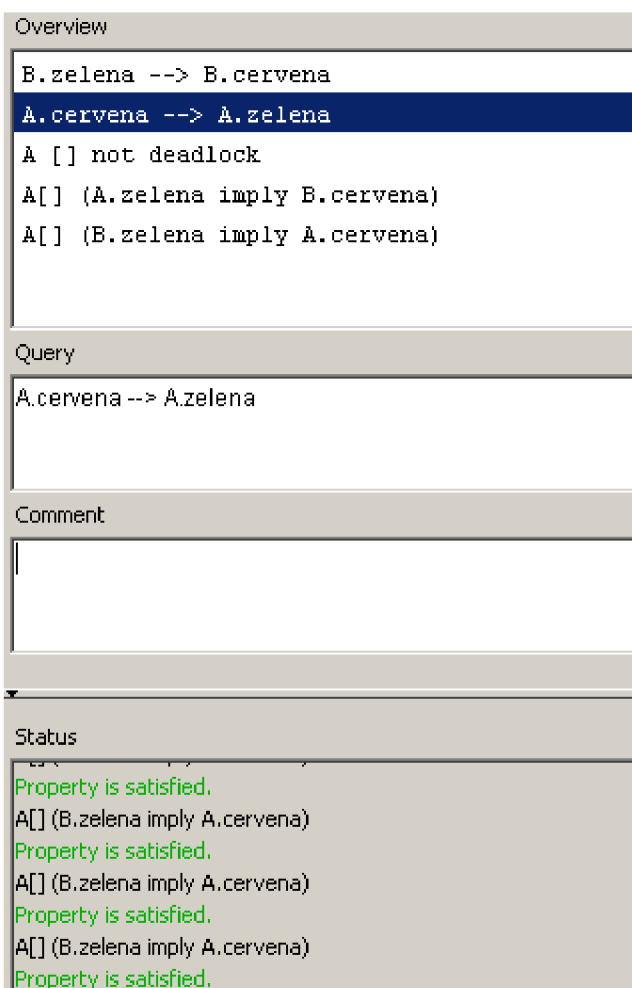 Overview
B.zelena --> B.cervena
A.cervena --> A.zelena
A [] not deadlock
A[] (A.zelena imply B.cervena)
A[] (B.zelena imply A.cervena)
Query
A.cervena --> A.zelena
Comment
Status
Property is satisfied.
A[] (B.zelena imply A.cervena)
Property is satisfied.
A[] (B.zelena imply A.cervena)
Property is satisfied.
A[] (B.zelena imply A.cervena)
Property is satisfied.